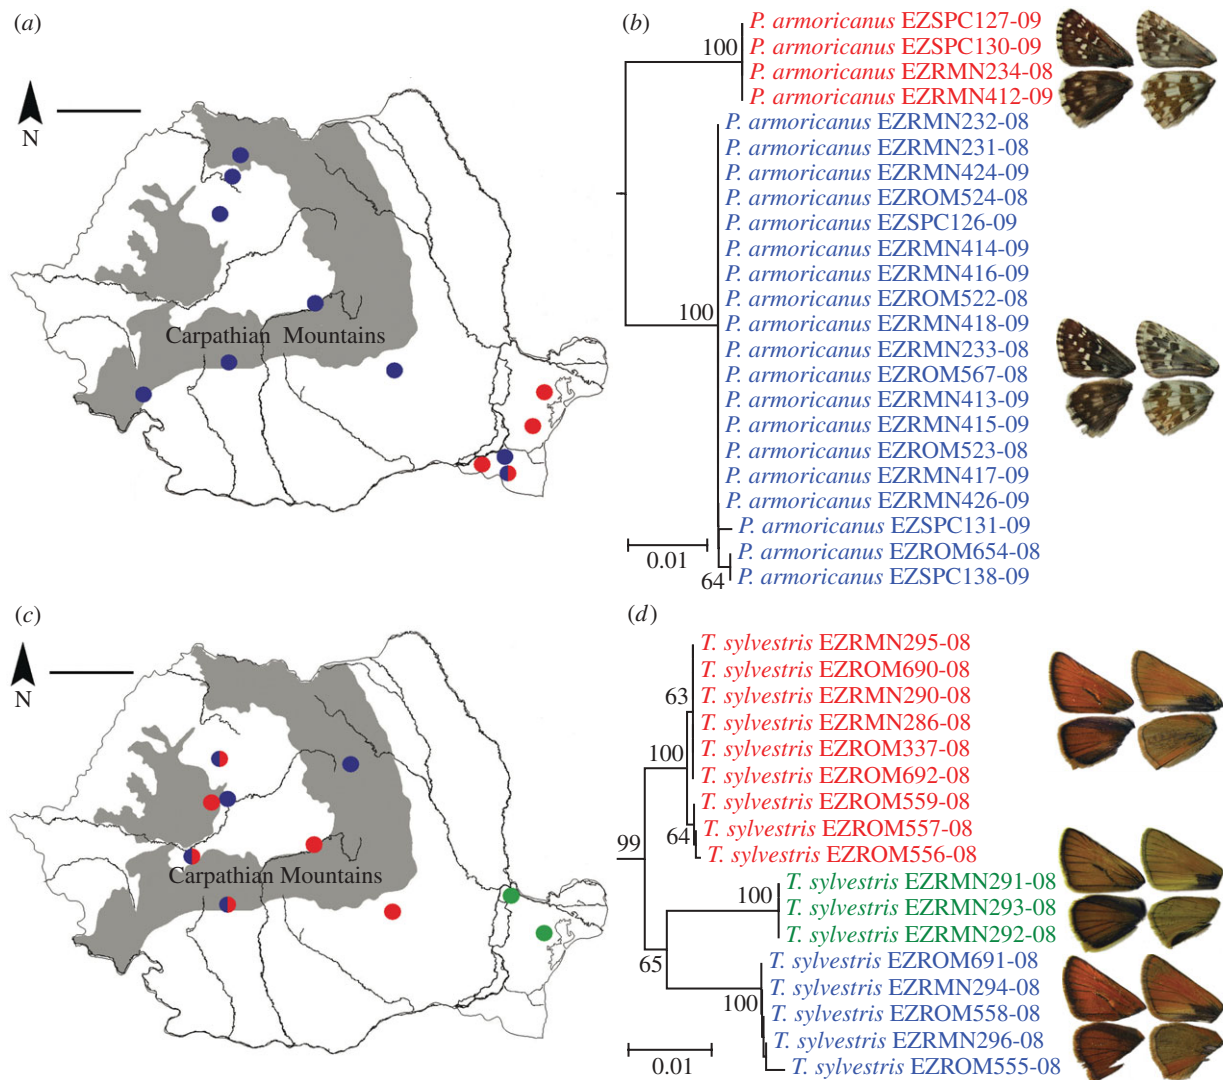 (a)
N
Carpathian Mountains
(b)
100
P. armoricanus EZSPC127-09
P. armoricanus EZSPC130-09
P. armoricanus EZRMN234-08
P. armoricanus EZRMN412-09
P. armoricanus EZRMN232-08
P. armoricanus EZRMN231-08
P. armoricanus EZRMN424-09
P. armoricanus EZROM524-08
P. armoricanus EZSPC126-09
P. armoricanus EZRMN414-09
P. armoricanus EZRMN416-09
P. armoricanus EZROM522-08
100
P. armoricanus EZRMN418-09
P. armoricanus EZRMN233-08
P. armoricanus EZROM567-08
P. armoricanus EZRMN413-09
P. armoricanus EZRMN415-09
P. armoricanus EZROM523-08
P. armoricanus EZRMN417-09
P. armoricanus EZRMN426-09
P. armoricanus EZSPC131-09
P. armoricanus EZROM654-08
64
P. armoricanus EZSPC138-09
0.01
(c)
N
Carpathian Mountains
(d)
T. sylvestris EZRMN295-08
T. sylvestris EZROM690-08
63
T. sylvestris EZRMN290-08
T. sylvestris EZRMN286-08
T. sylvestris EZROM337-08
100
T. sylvestris EZROM692-08
T. sylvestris EZROM559-08
T. sylvestris EZROM557-08
64
T. sylvestris EZROM556-08
99
T. sylvestris EZRMN291-08
100
T. sylvestris EZRMN293-08
T. sylvestris EZRMN292-08
65
T. sylvestris EZROM691-08
T. sylvestris EZRMN294-08
100
T. sylvestris EZROM558-08
T. sylvestris EZRMN296-08
T. sylvestris EZROM555-08
0.01